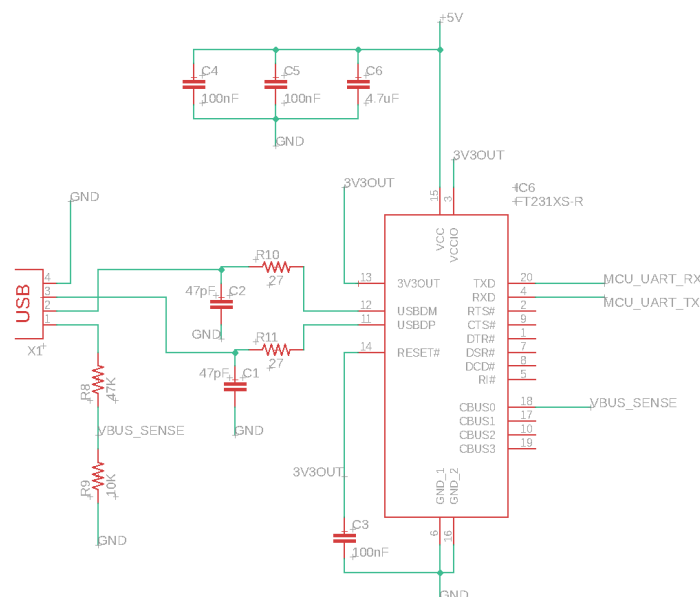 +5V
C4
C5
C6
100nF
100nF
4.7uF
GND
3V3OUT
3V3OUT
IC6
FT231XS-R
GND
15
3
VCC
VCCIO
R10
27
47pF
C2
GND
R11
27
47pF
C1
GND
USB
4
3
2
1
X1
R8
47K
VBUS_SENSE
R9
10K
GND
13
3V3OUT
12
USBDM
11
USBDP
14
RESET#
TXD
20
MCU_UART_RX
RXD
4
MCU_UART_TX
RTS#
2
CTS#
9
DTR#
1
DSR#
7
DCD#
8
RI#
5
CBUS0
18
VBUS_SENSE
CBUS1
17
CBUS2
10
CBUS3
19
3V3OUT
GND_1
GND_2
6
16
C3
100nF
GND